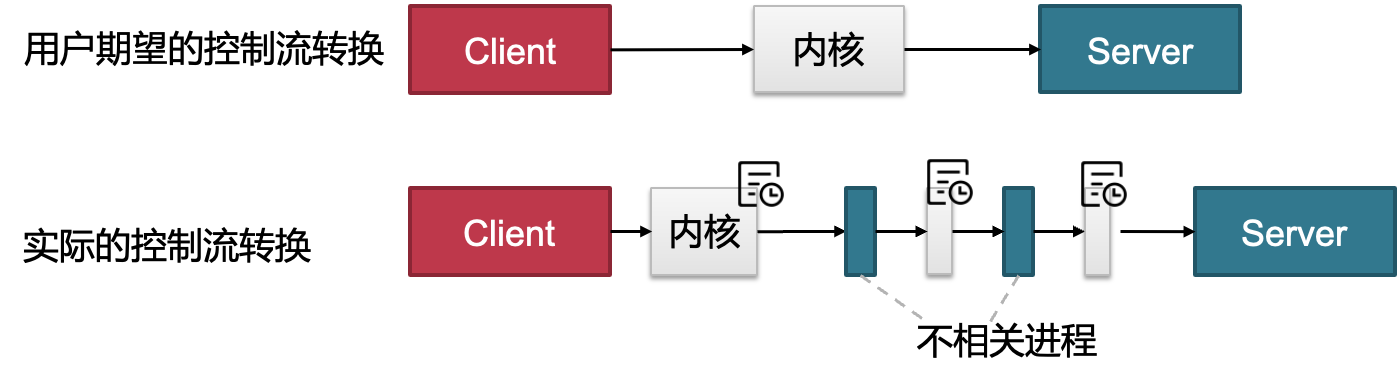 用户期望的控制流转换
Client
内核
Server
实际的控制流转换
Client
内核
Server
不相关进程